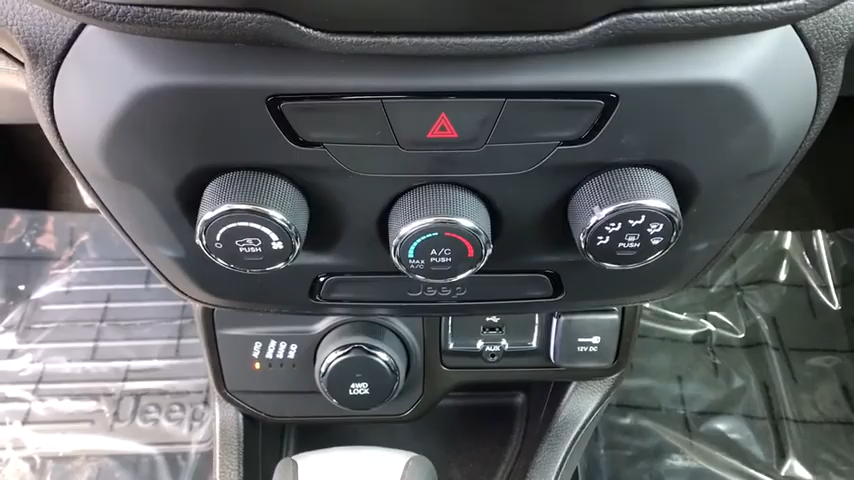 PUSH
A/C
PUSH
MAX
A/C
PUSH
Jeep
AUTO
SNOW
SAND
MUD
4WD
LOCK
AUX
12V DC
Jeep